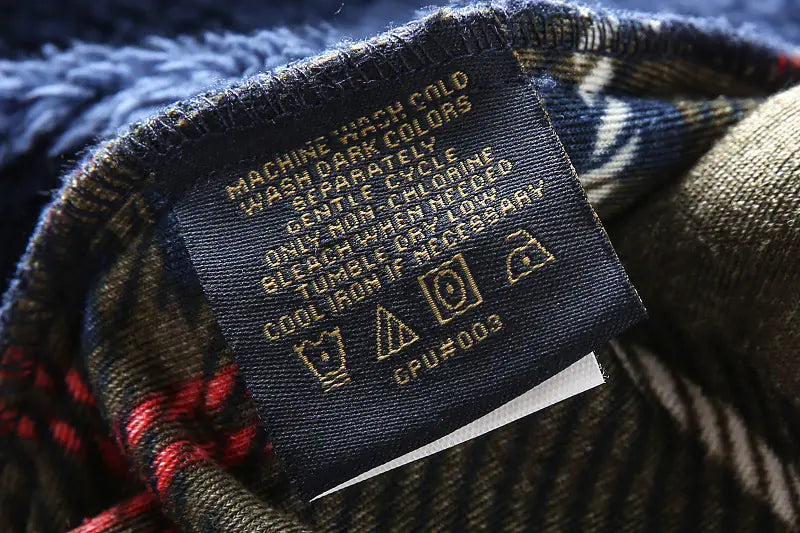 MACHINE WASH COLD
WASH DARK COLORS
SEPARATELY
GENTLE CYCLE
ONLY NON-CHLORINE
BLEACH WHEN NEEDED
TUMBLE DRY LOW
COOL IRON IF NECESSARY
GFU#003